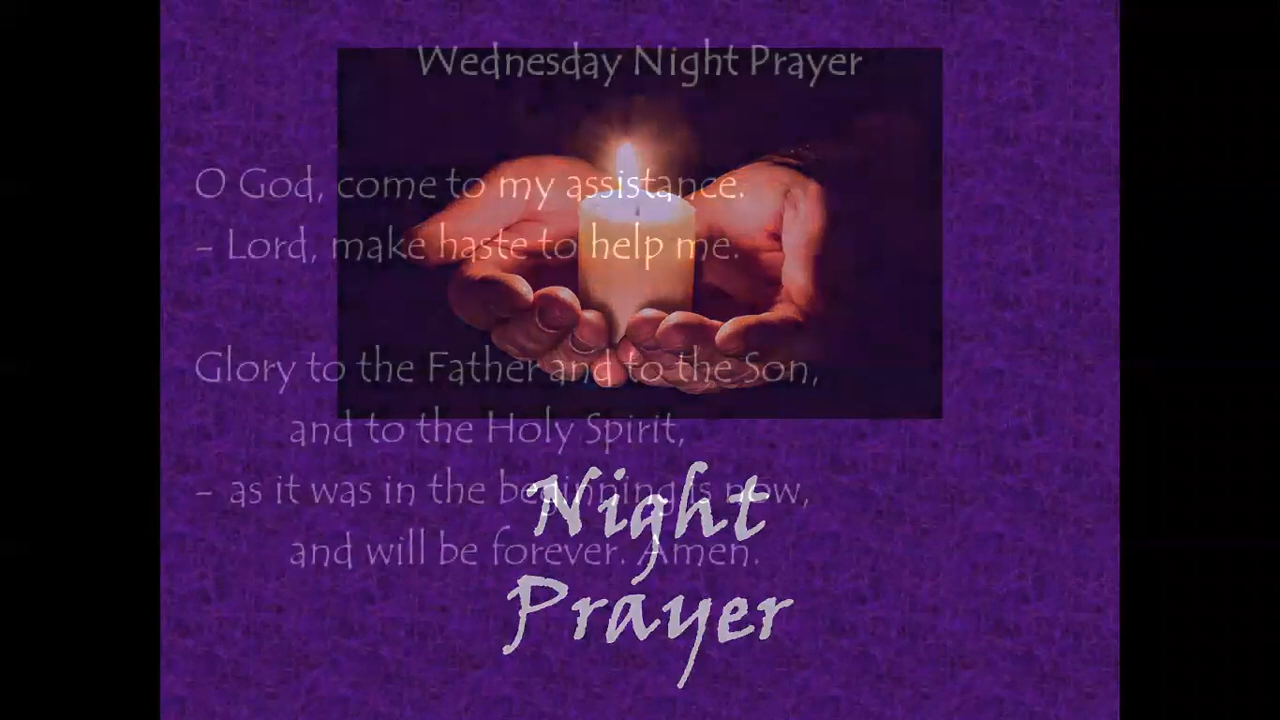 Wednesday Night Prayer
O God, come to my assistance.
– Lord, make haste to help me.
Glory to the Father and to the Son,
and to the Holy Spirit,
– as it was in the beginning is now,
and will be forever. Amen.
Night
Prayer